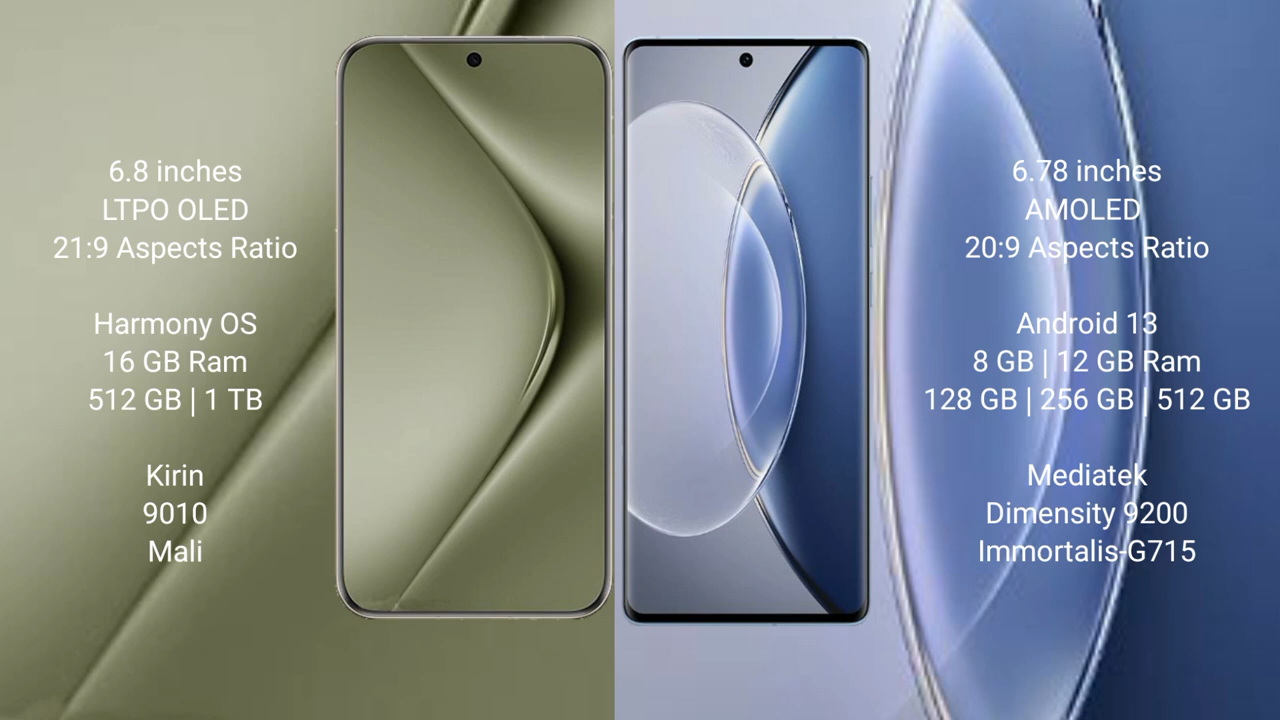 6.8 inches
LTPO OLED
21:9 Aspects Ratio
Harmony OS
16 GB Ram
512 GB | 1 TB
Kirin
9010
Mali
6.78 inches
AMOLED
20:9 Aspects Ratio
Android 13
8 GB | 12 GB Ram
128 GB | 256 GB | 512 GB
Mediatek
Dimensity 9200
Immortalis-G715